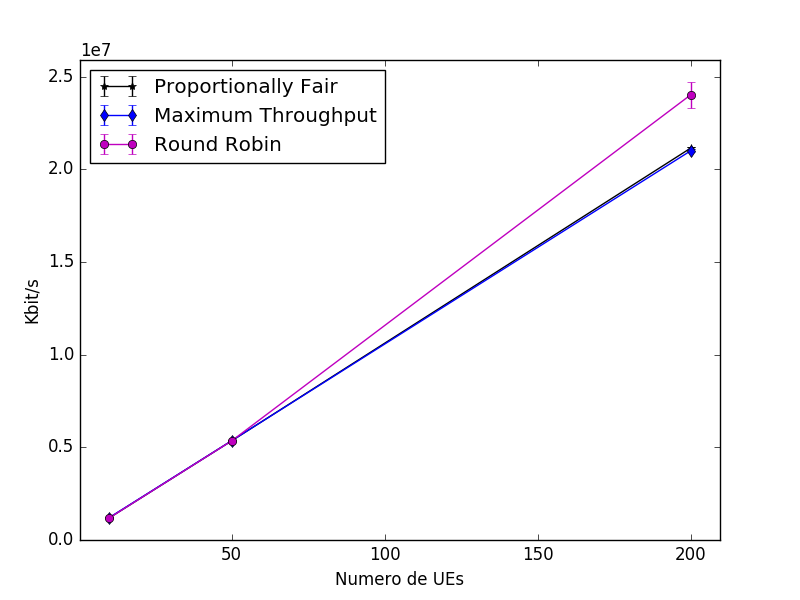 1e7
2.5
2.0
1.5
1.0
0.5
0.0
Kbit/s
Proportionally Fair
Maximum Throughput
Round Robin
50
100
150
200
Numero de UEs